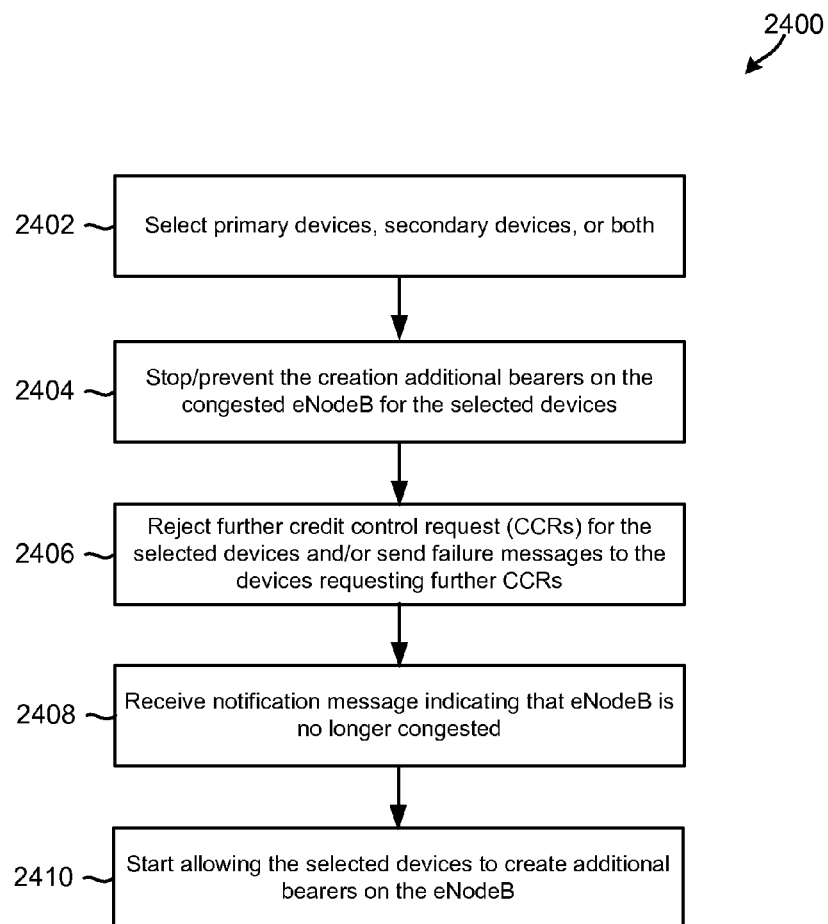 2400
2402
Select primary devices, secondary devices, or both
2404
Stop/prevent the creation additional bearers on the
congested eNodeB for the selected devices
2406
Reject further credit control request (CCRs) for the
selected devices and/or send failure messages to the
devices requesting further CCRs
2408
Receive notification message indicating that eNodeB is
no longer congested
2410
Start allowing the selected devices to create additional
bearers on the eNodeB